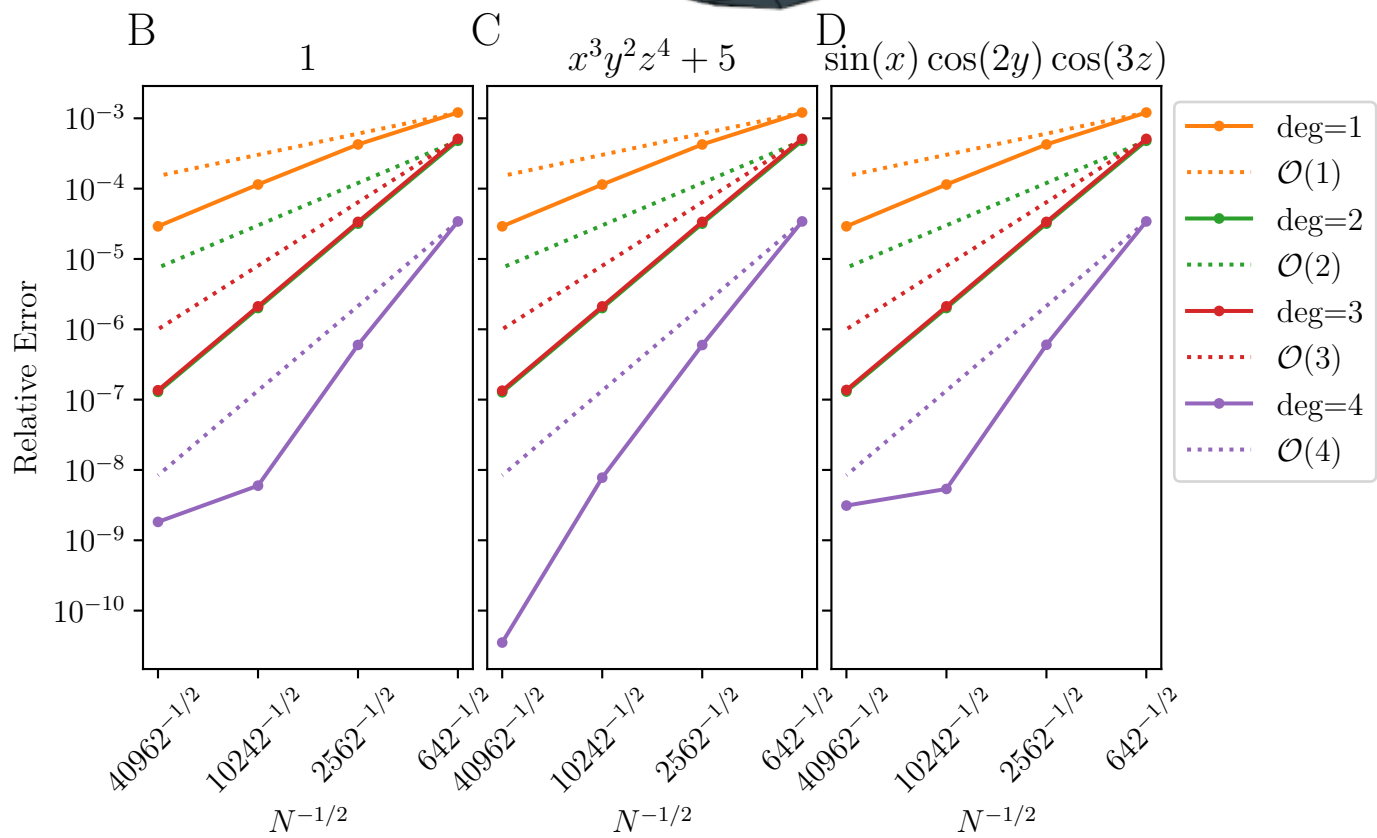 B
1
C
x³y²z⁴ + 5
D
sin(x) cos(2y) cos(3z)
Relative Error
10⁻³
10⁻⁴
10⁻⁵
10⁻⁶
10⁻⁷
10⁻⁸
10⁻⁹
10⁻¹⁰
40962⁻¹/²
10242⁻¹/²
2562⁻¹/²
642⁻¹/²
N⁻¹/²
40962⁻¹/²
10242⁻¹/²
2562⁻¹/²
642⁻¹/²
N⁻¹/²
40962⁻¹/²
10242⁻¹/²
2562⁻¹/²
642⁻¹/²
N⁻¹/²
deg=1
𝒪(1)
deg=2
𝒪(2)
deg=3
𝒪(3)
deg=4
𝒪(4)